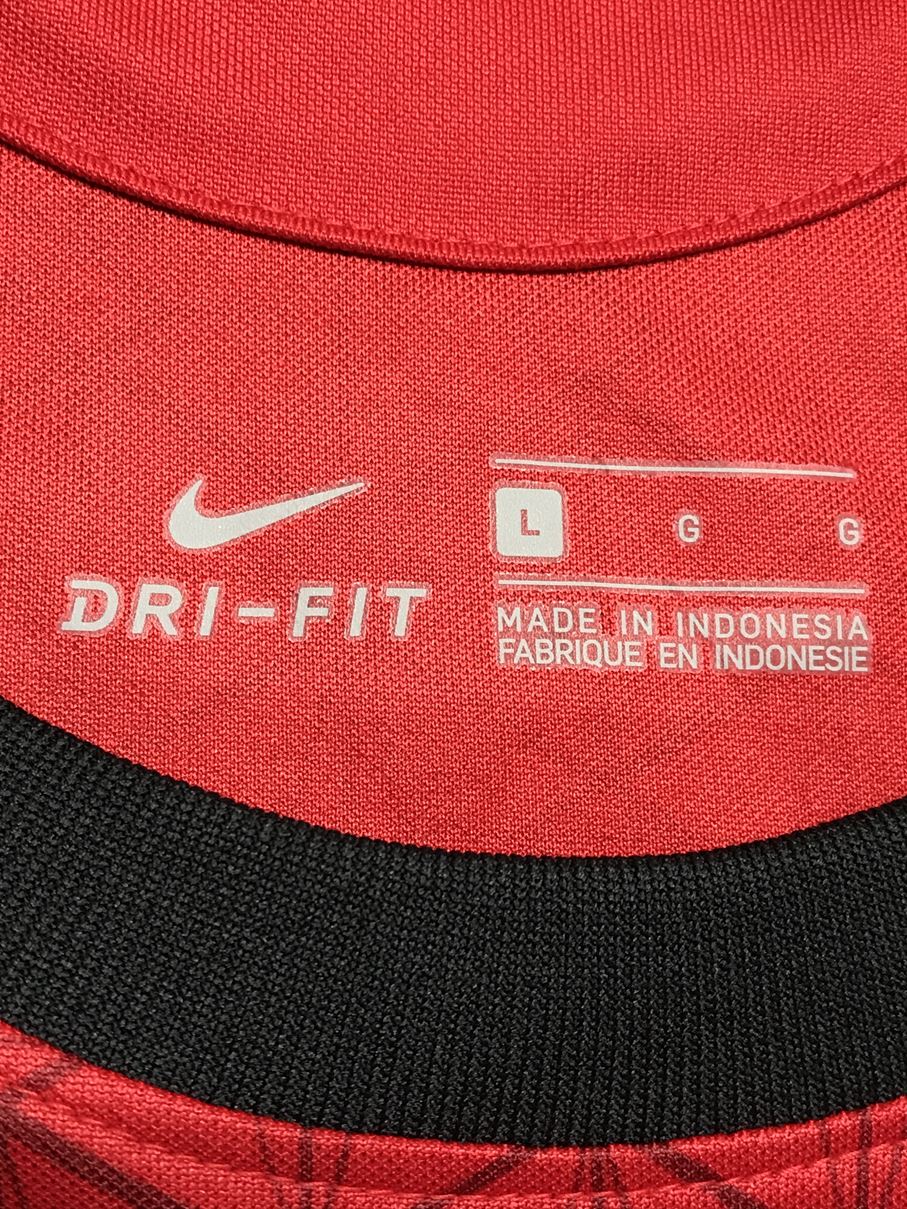 DRI-FIT
L G G
MADE IN INDONESIA
FABRIQUE EN INDONESIE